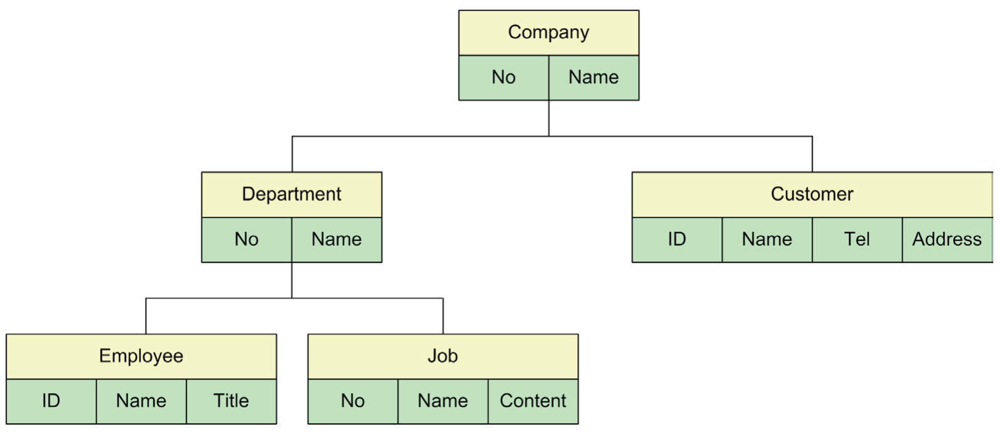 Company
No Name
Department
No Name
Customer
ID Name Tel Address
Employee
ID Name Title
Job
No Name Content